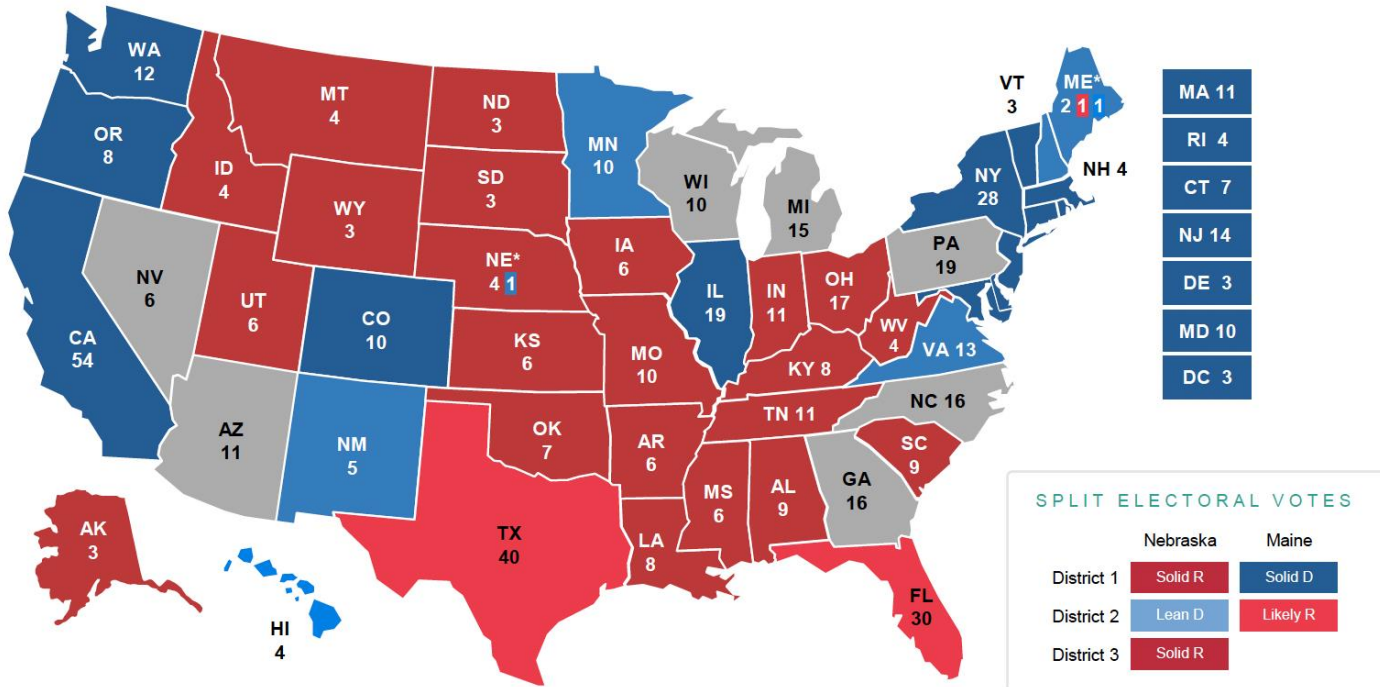 WA
12
OR
8
CA
54
NV
6
ID
4
MT
4
WY
3
UT
6
CO
10
AZ
11
NM
5
ND
3
SD
3
NE*
4 1
KS
6
OK
7
TX
40
MN
10
IA
6
MO
10
AR
6
LA
8
WI
10
IL
19
MI
15
IN
11
OH
17
KY 8
TN 11
MS
6
AL
9
GA
16
FL
30
SC
9
NC 16
VA 13
WV
4
PA
19
NY
28
VT
3
NH 4
ME*
2 1 1
AK
3
HI
4
MA 11
RI 4
CT 7
NJ 14
DE 3
MD 10
DC 3
SPLIT ELECTORAL VOTES
Nebraska Maine
District 1 Solid R Solid D
District 2 Lean D Likely R
District 3 Solid R